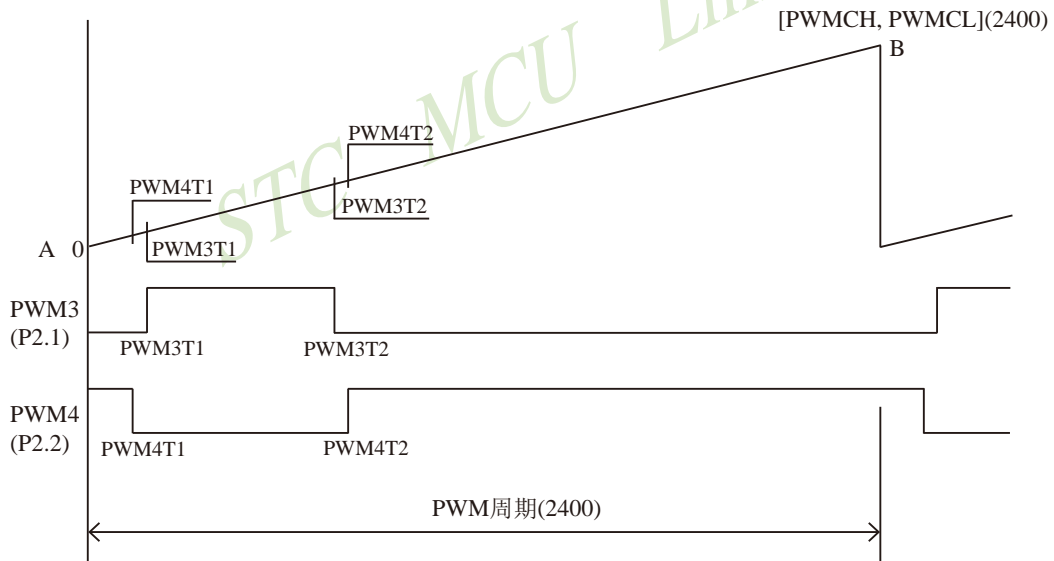 [PWMCH, PWMCL](2400)
B
STC MCU
PWM4T2
PWM4T1
PWM3T2
PWM3T1
A 0
PWM3
(P2.1)
PWM3T1
PWM3T2
PWM4
(P2.2)
PWM4T1
PWM4T2
PWM周期(2400)